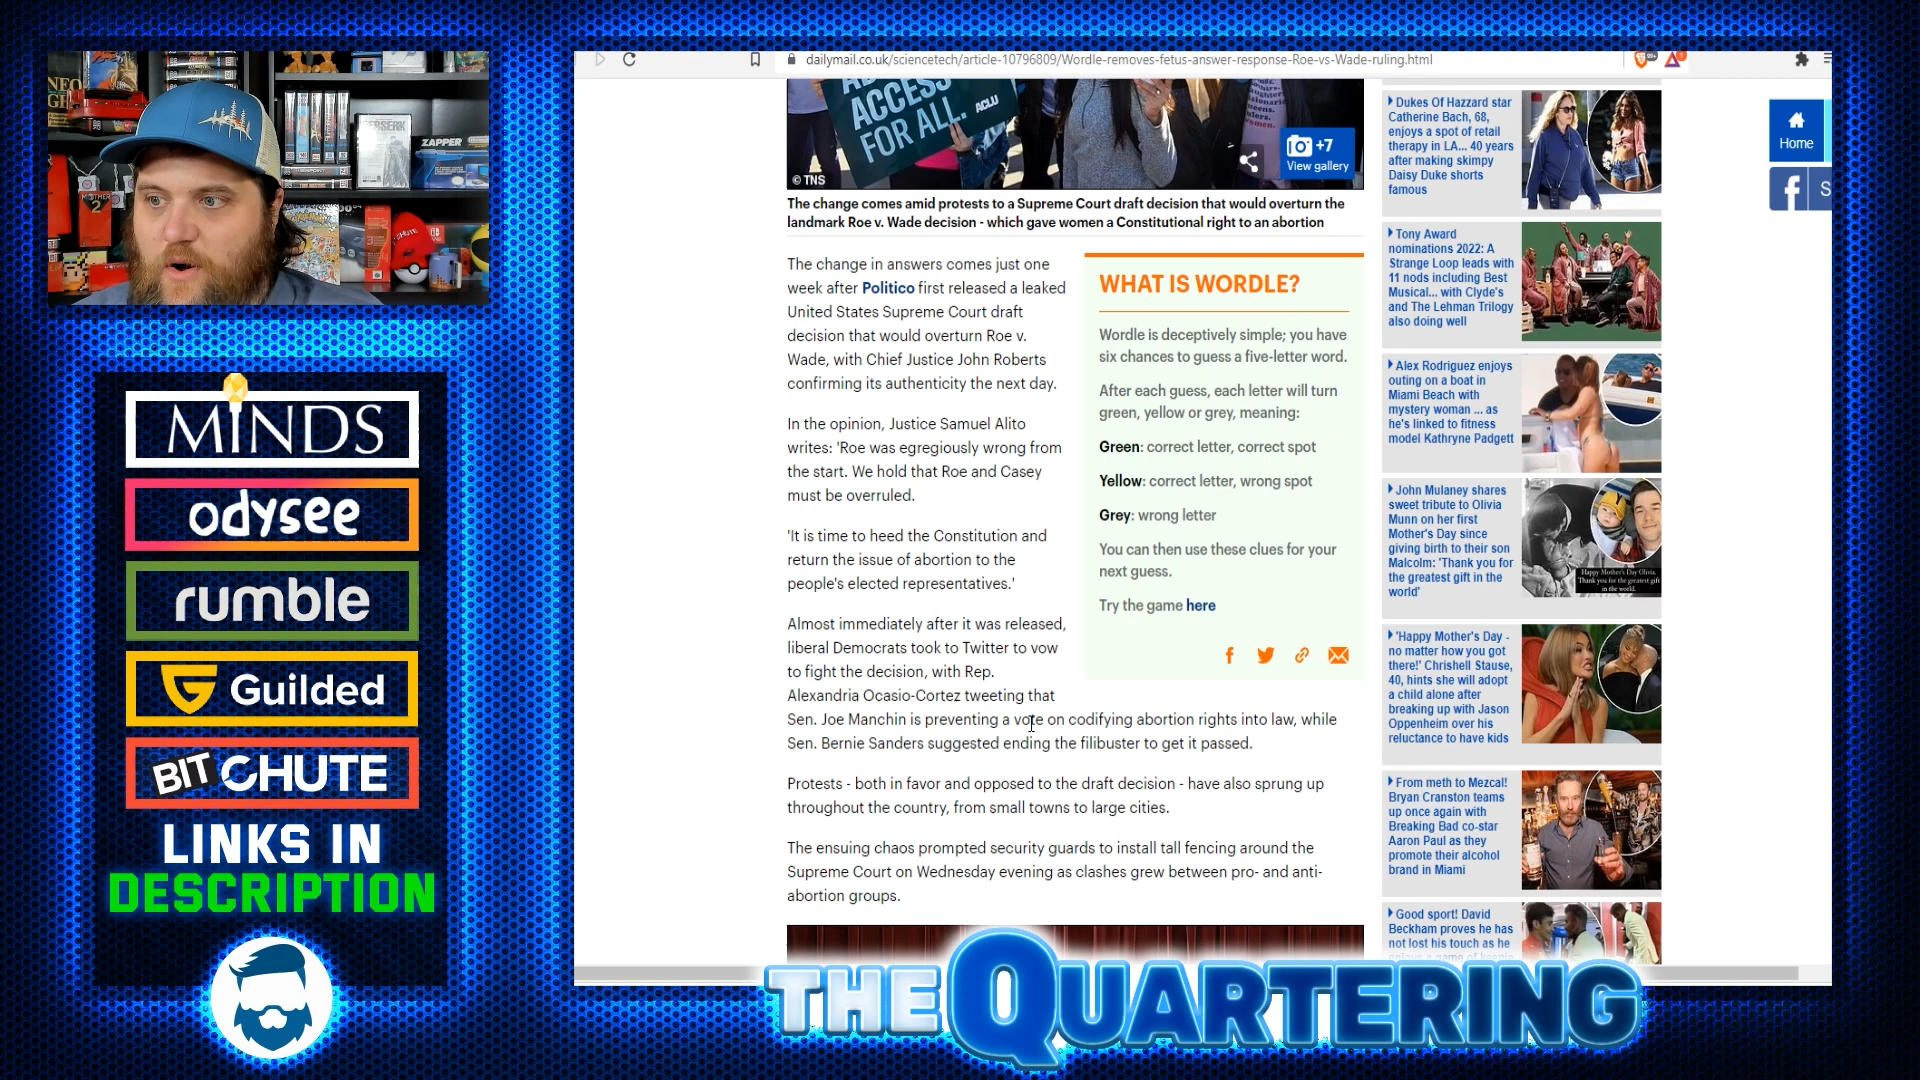 dailymail.co.uk/sciencetech/article-10796809/Wordle-removes-fetus-answer-response-Roe-vs-Wade-ruling.html
ACCESS
FOR ALL.
ACLU
© TNS
+7
View gallery
The change comes amid protests to a Supreme Court draft decision that would overturn the
landmark Roe v. Wade decision - which gave women a Constitutional right to an abortion
The change in answers comes just one
week after Politico first released a leaked
United States Supreme Court draft
decision that would overturn Roe v.
Wade, with Chief Justice John Roberts
confirming its authenticity the next day.
In the opinion, Justice Samuel Alito
writes: 'Roe was egregiously wrong from
the start. We hold that Roe and Casey
must be overruled.
'It is time to heed the Constitution and
return the issue of abortion to the
people's elected representatives.'
Almost immediately after it was released,
liberal Democrats took to Twitter to vow
to fight the decision, with Rep.
Alexandria Ocasio-Cortez tweeting that
Sen. Joe Manchin is preventing a vote on codifying abortion rights into law, while
Sen. Bernie Sanders suggested ending the filibuster to get it passed.
Protests - both in favor and opposed to the draft decision - have also sprung up
throughout the country, from small towns to large cities.
The ensuing chaos prompted security guards to install tall fencing around the
Supreme Court on Wednesday evening as clashes grew between pro- and anti-
abortion groups.
WHAT IS WORDLE?
Wordle is deceptively simple; you have
six chances to guess a five-letter word.
After each guess, each letter will turn
green, yellow or grey, meaning:
Green: correct letter, correct spot
Yellow: correct letter, wrong spot
Grey: wrong letter
You can then use these clues for your
next guess.
Try the game here
Dukes Of Hazzard star
Catherine Bach, 68,
enjoys a spot of retail
therapy in LA... 40 years
after making skimpy
Daisy Duke shorts
famous
Tony Award
nominations 2022: A
Strange Loop leads with
11 nods including Best
Musical... with Clyde's
and The Lehman Trilogy
also doing well
Alex Rodriguez enjoys
outing on a boat in
Miami Beach with
mystery woman ... as
he's linked to fitness
model Kathryne Padgett
John Mulaney shares
sweet tribute to Olivia
Munn on her first
Mother's Day since
giving birth to their son
Malcolm: 'Thank you for
the greatest gift in the
world'
Happy Mother's Day Olivia.
Thank you for the greatest gift
in the world.
'Happy Mother's Day -
no matter how you got
there!' Chrishell Stause,
40, hints she will adopt
a child alone after
breaking up with Jason
Oppenheim over his
reluctance to have kids
From meth to Mezcal!
Bryan Cranston teams
up once again with
Breaking Bad co-star
Aaron Paul as they
promote their alcohol
brand in Miami
Good sport! David
Beckham proves he has
not lost his touch as he
Home
f S
BERSERK
ZAPPER
MOTHER
2
MINDS
odysee
rumble
Guilded
BITCHUTE
LINKS IN
DESCRIPTION
THE QUARTERING